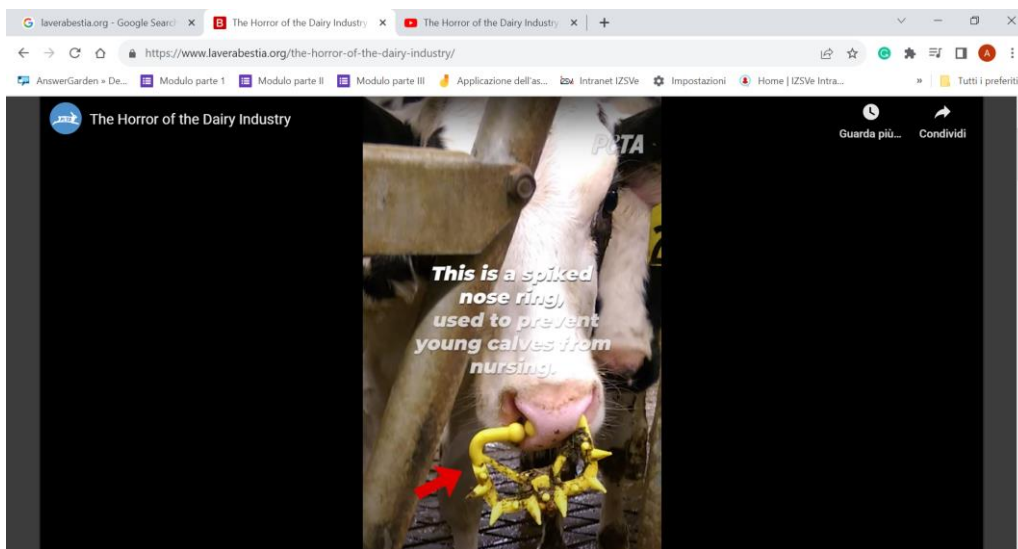 laverabestia.org - Google Search
The Horror of the Dairy Industry
The Horror of the Dairy Industry
https://www.laverabestia.org/the-horror-of-the-dairy-industry/
AnswerGarden » De... Modulo parte 1 Modulo parte II Modulo parte III Applicazione dell'as... Intranet IZSVe Impostazioni Home | IZSVe Intra... » Tutti i preferiti
The Horror of the Dairy Industry
Guarda più... Condividi
PETA
This is a spiked
nose ring,
used to prevent
young calves from
nursing.